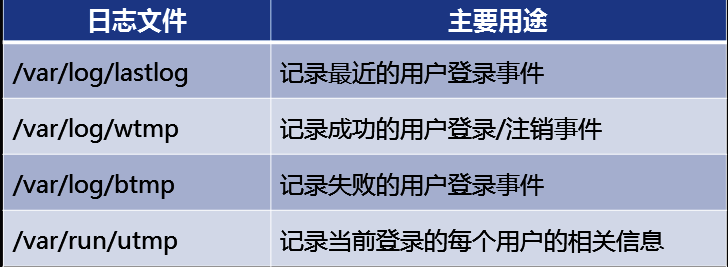 日志文件 主要用途
/var/log/lastlog 记录最近的用户登录事件
/var/log/wtmp 记录成功的用户登录/注销事件
/var/log/btmp 记录失败的用户登录事件
/var/run/utmp 记录当前登录的每个用户的相关信息